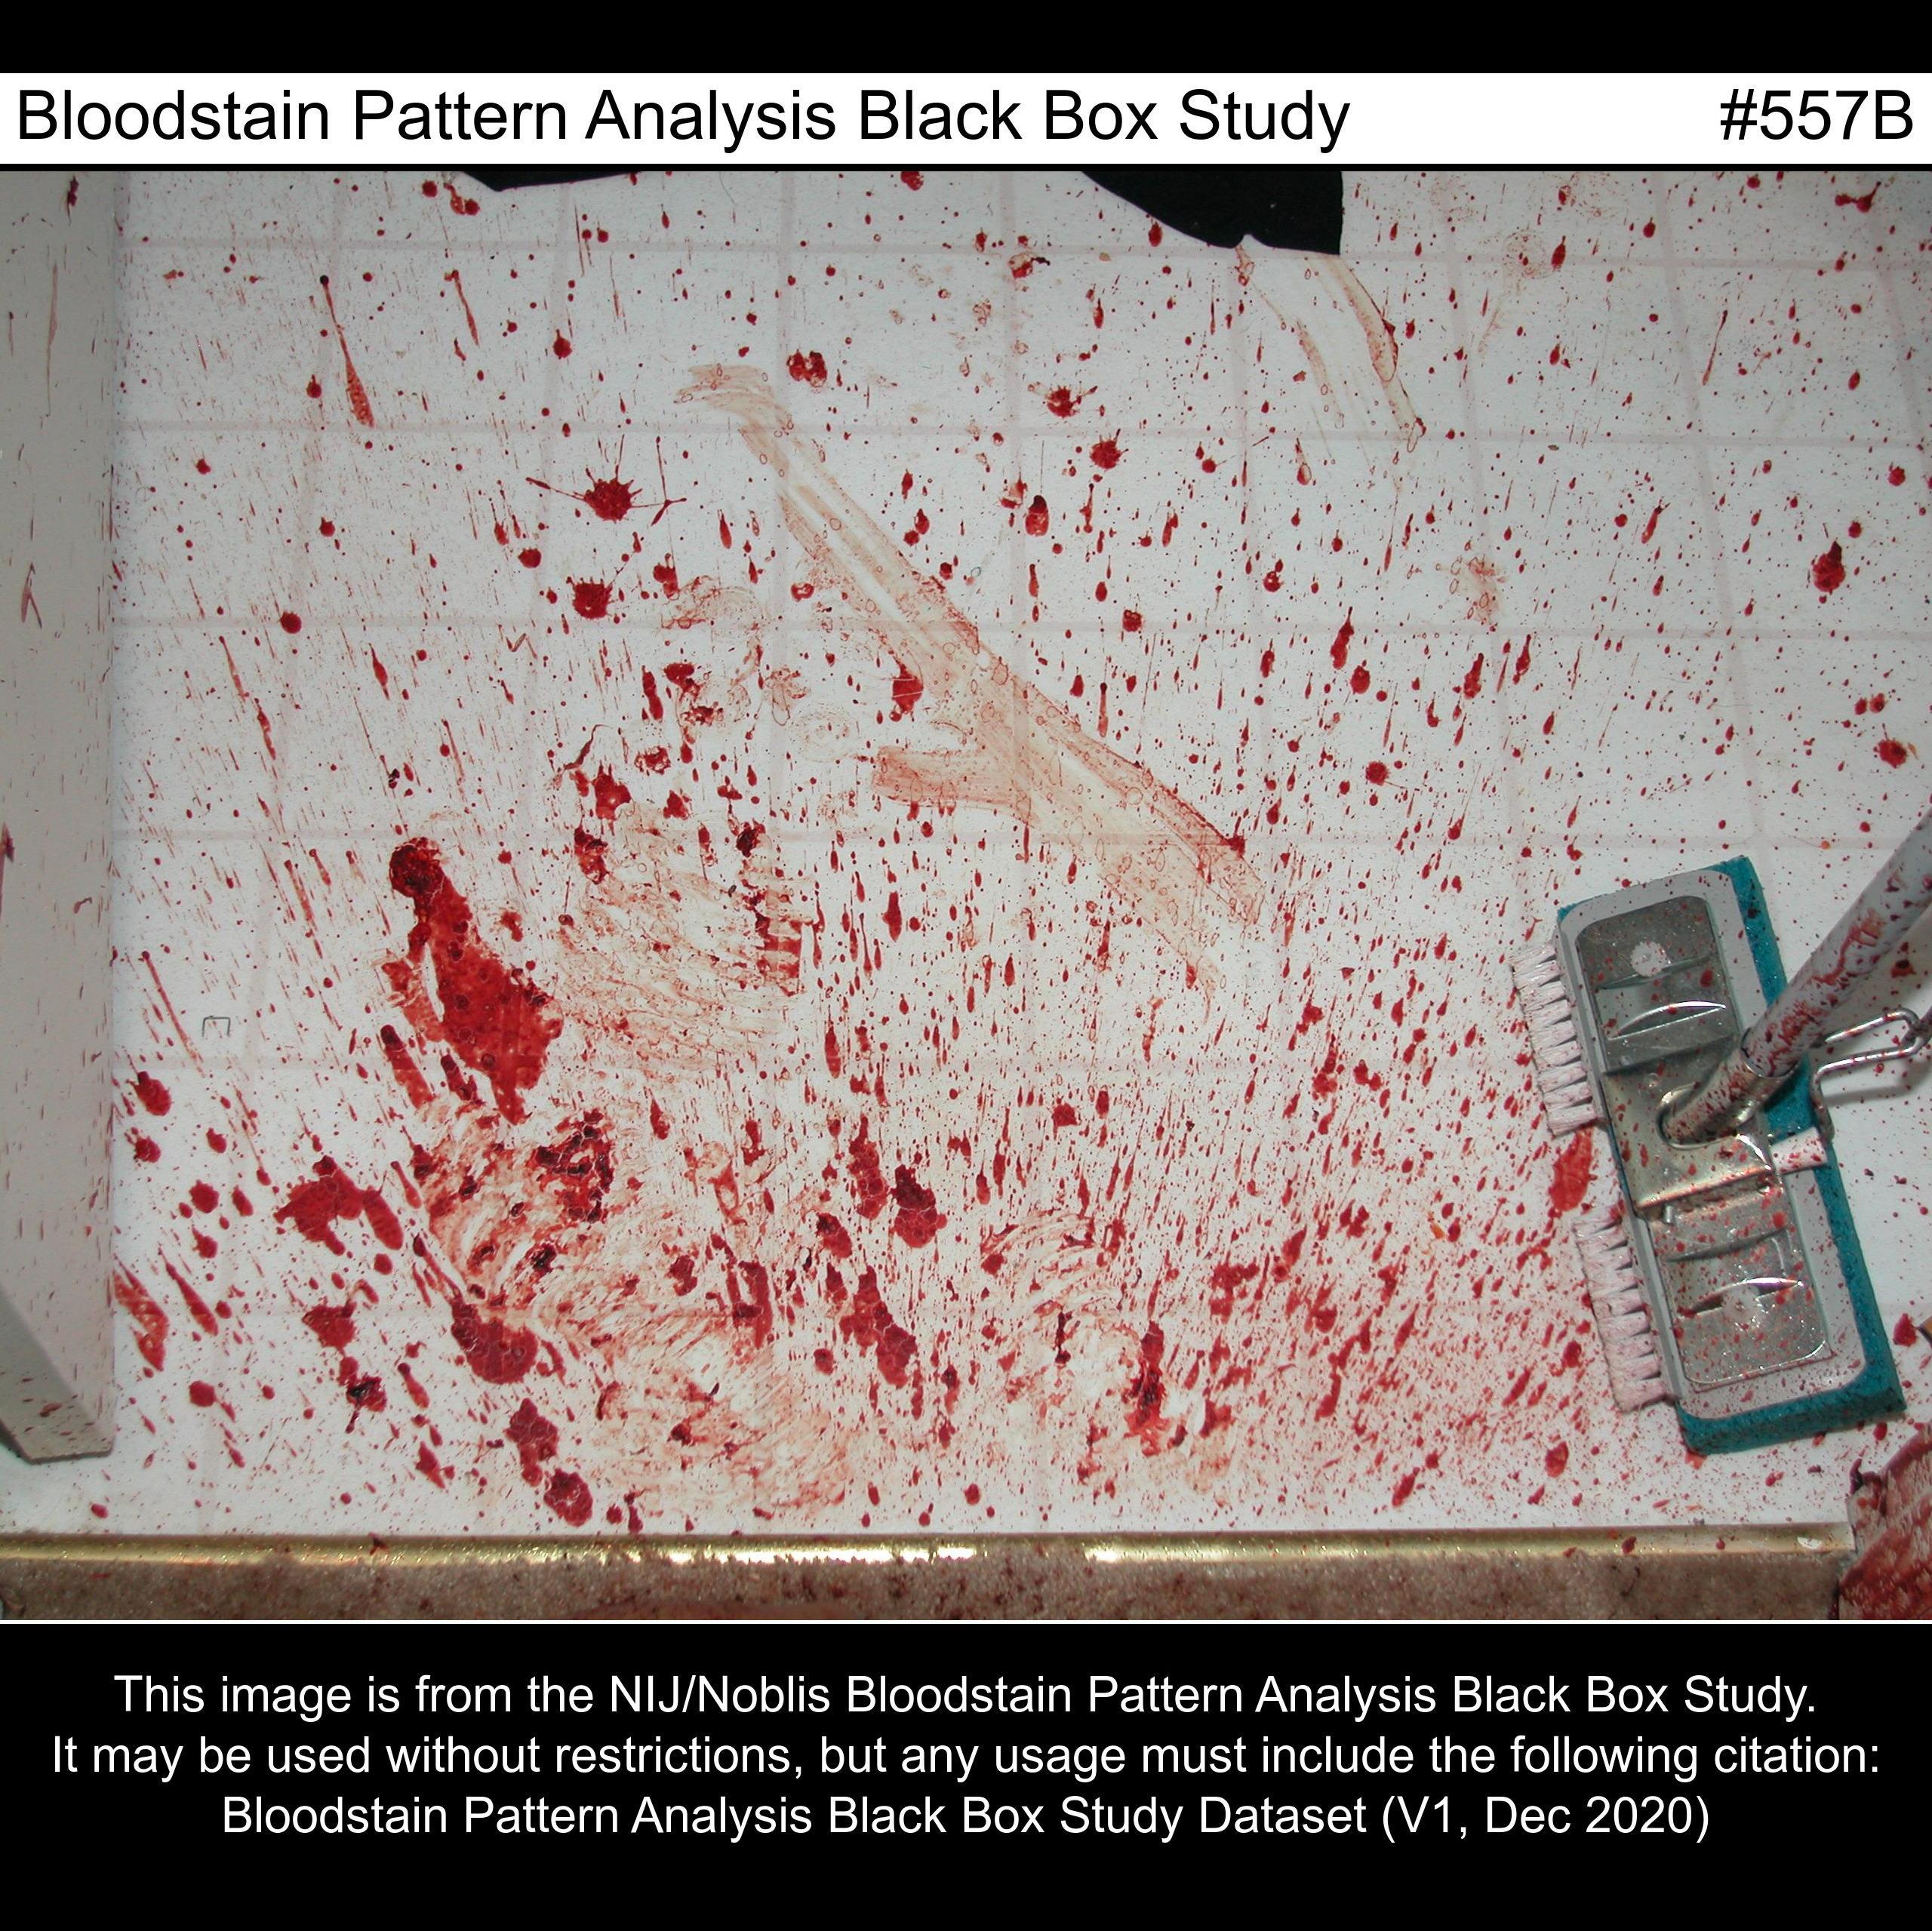 Bloodstain Pattern Analysis Black Box Study #557B
This image is from the NIJ/Noblis Bloodstain Pattern Analysis Black Box Study.
It may be used without restrictions, but any usage must include the following citation:
Bloodstain Pattern Analysis Black Box Study Dataset (V1, Dec 2020)